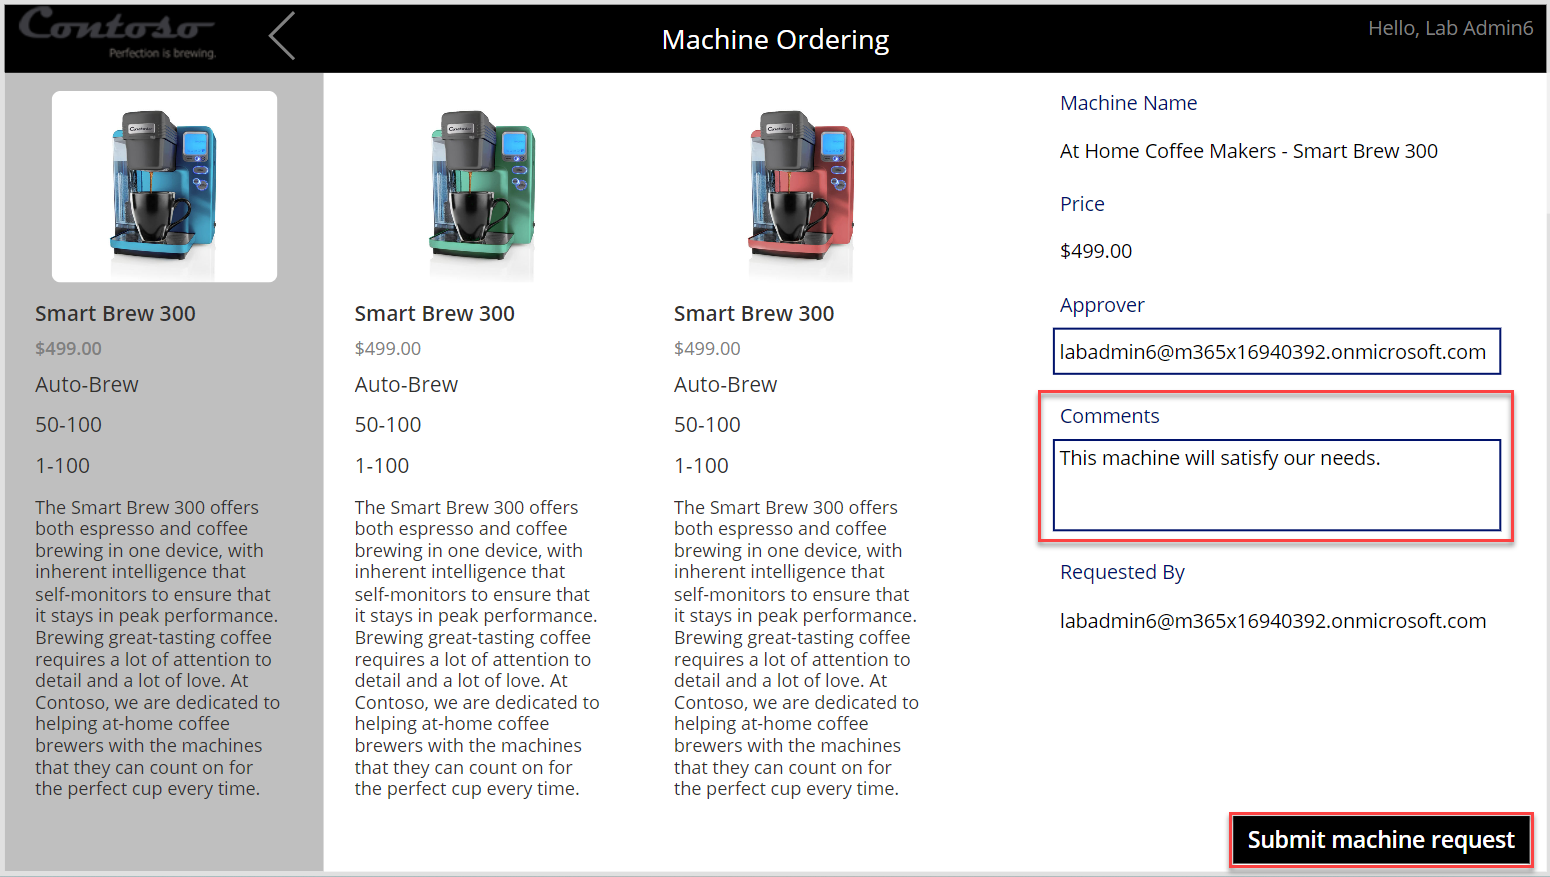 Contoso
Perfection is brewing.
Machine Ordering
Hello, Lab Admin6
Contoso
Smart Brew 300
$499.00
Auto-Brew
50-100
1-100
The Smart Brew 300 offers
both espresso and coffee
brewing in one device, with
inherent intelligence that
self-monitors to ensure that
it stays in peak performance.
Brewing great-tasting coffee
requires a lot of attention to
detail and a lot of love. At
Contoso, we are dedicated to
helping at-home coffee
brewers with the machines
that they can count on for
the perfect cup every time.
Contoso
Smart Brew 300
$499.00
Auto-Brew
50-100
1-100
The Smart Brew 300 offers
both espresso and coffee
brewing in one device, with
inherent intelligence that
self-monitors to ensure that
it stays in peak performance.
Brewing great-tasting coffee
requires a lot of attention to
detail and a lot of love. At
Contoso, we are dedicated to
helping at-home coffee
brewers with the machines
that they can count on for
the perfect cup every time.
Contoso
Smart Brew 300
$499.00
Auto-Brew
50-100
1-100
The Smart Brew 300 offers
both espresso and coffee
brewing in one device, with
inherent intelligence that
self-monitors to ensure that
it stays in peak performance.
Brewing great-tasting coffee
requires a lot of attention to
detail and a lot of love. At
Contoso, we are dedicated to
helping at-home coffee
brewers with the machines
that they can count on for
the perfect cup every time.
Machine Name
At Home Coffee Makers - Smart Brew 300
Price
$499.00
Approver
labadmin6@m365x16940392.onmicrosoft.com
Comments
This machine will satisfy our needs.
Requested By
labadmin6@m365x16940392.onmicrosoft.com
Submit machine request